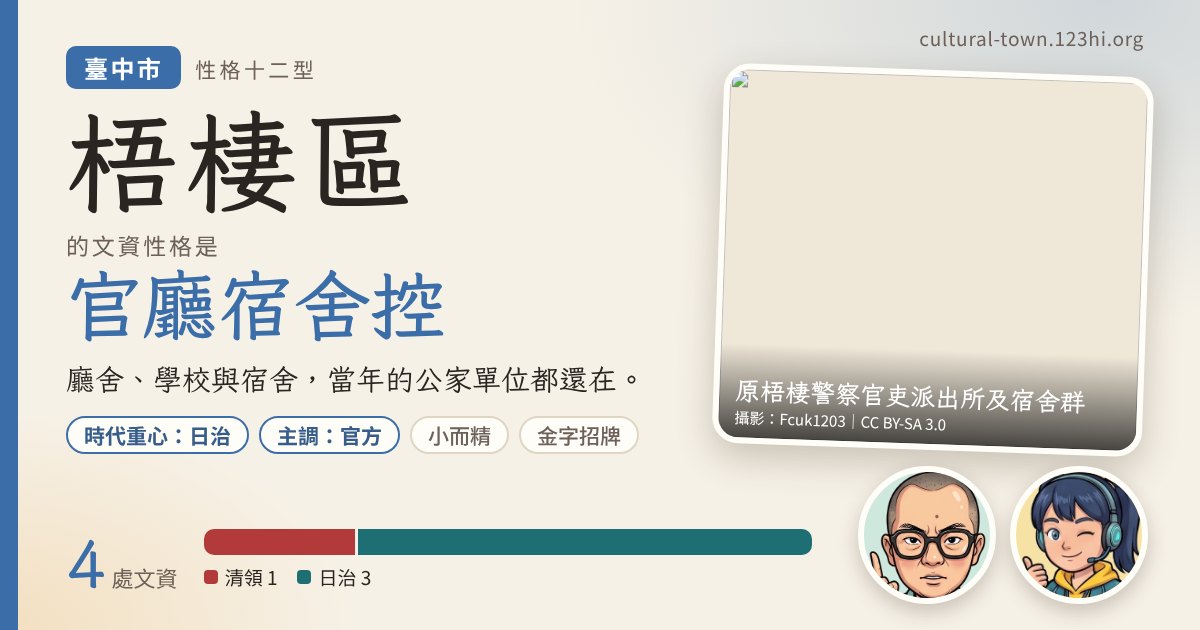 cultural-town.123hi.org
臺中市 性格十二型
梧棲區
的文資性格是
官廳宿舍控
廳舍、學校與宿舍，當年的公家單位都還在。
時代重心：日治 主調：官方 小而精 金字招牌
原梧棲警察官吏派出所及宿舍群
攝影：Fcuk1203｜CC BY-SA 3.0
4 處文資
清領 1 日治 3